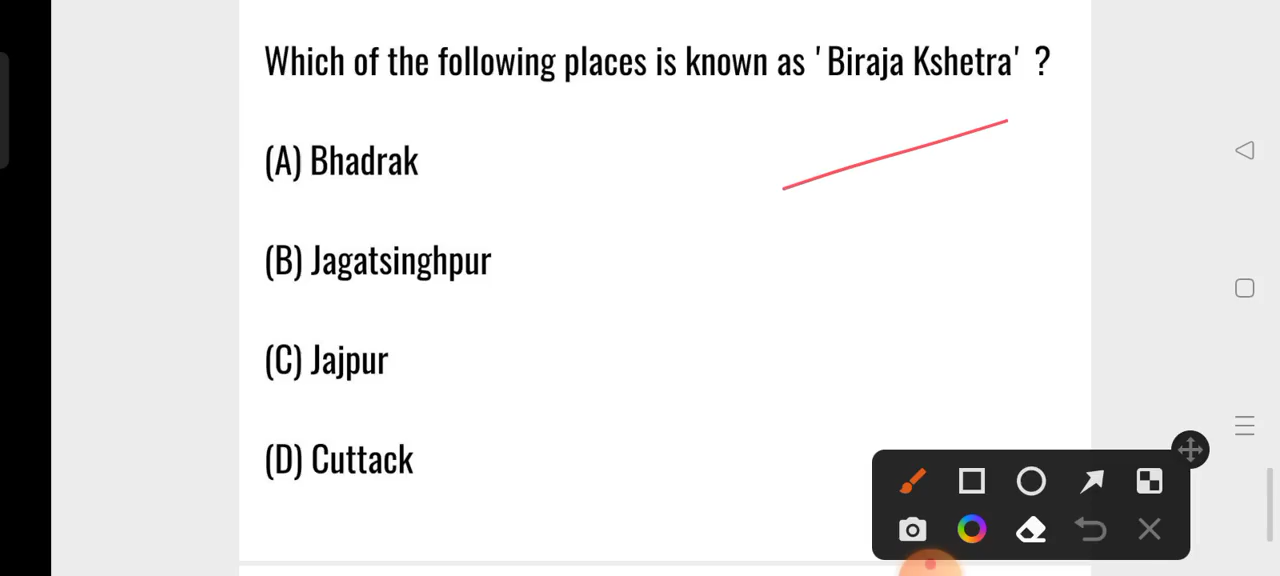 Which of the following places is known as 'Biraja Kshetra' ?
(A) Bhadrak
(B) Jagatsinghpur
(C) Jajpur
(D) Cuttack